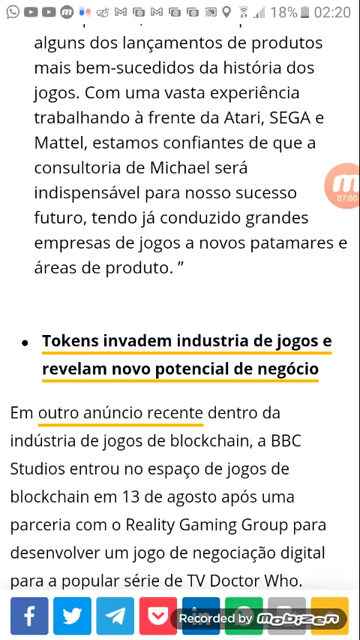 18% 02:20
alguns dos lançamentos de produtos
mais bem-sucedidos da história dos
jogos. Com uma vasta experiência
trabalhando à frente da Atari, SEGA e
Mattel, estamos confiantes de que a
consultoria de Michael será
indispensável para nosso sucesso
futuro, tendo já conduzido grandes
empresas de jogos a novos patamares e
áreas de produto. ”
07:00
• Tokens invadem industria de jogos e
revelam novo potencial de negócio
Em outro anúncio recente dentro da
indústria de jogos de blockchain, a BBC
Studios entrou no espaço de jogos de
blockchain em 13 de agosto após uma
parceria com o Reality Gaming Group para
desenvolver um jogo de negociação digital
para a popular série de TV Doctor Who.
Recorded by Mobizen